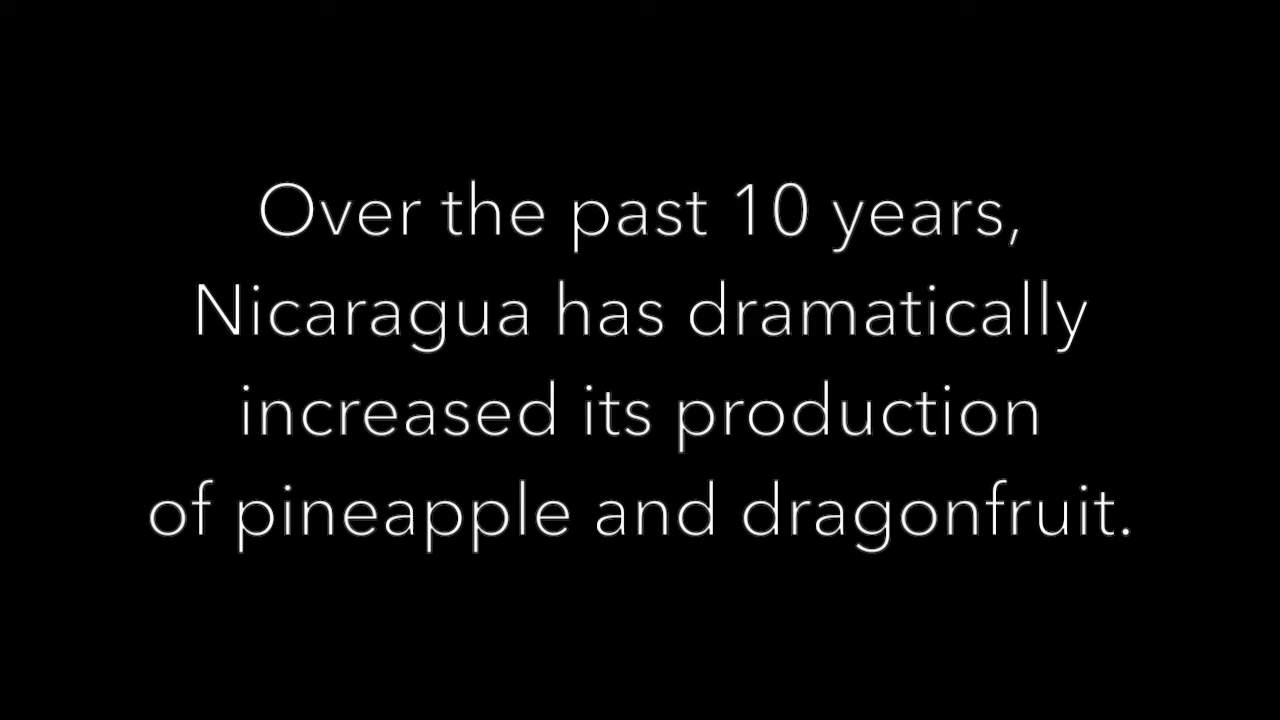 Over the past 10 years,
Nicaragua has dramatically
increased its production
of pineapple and dragonfruit.